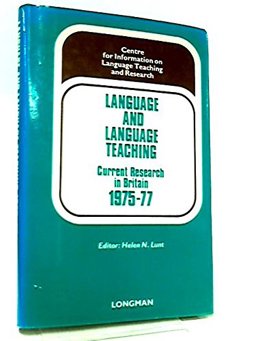 Centre
for Information on
Language Teaching
and Research
LANGUAGE
AND
LANGUAGE
TEACHING
Current Research
in Britain
1975-77
Editor: Helen N. Lunt
LONGMAN